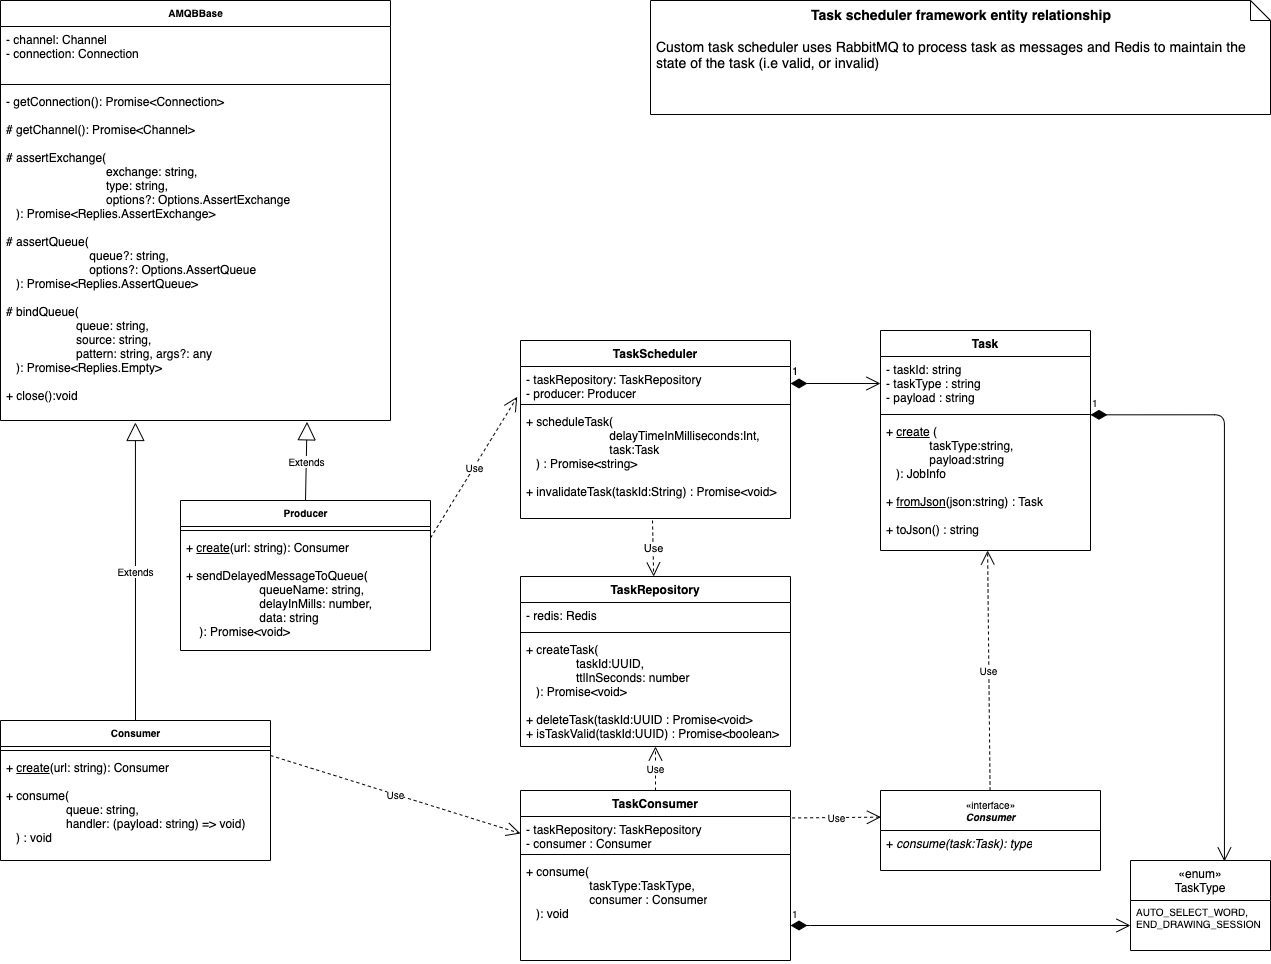 AMQBBase
- channel: Channel
- connection: Connection
- getConnection(): Promise<Connection>
# getChannel(): Promise<Channel>
# assertExchange(
exchange: string,
type: string,
options?: Options.AssertExchange
): Promise<Replies.AssertExchange>
# assertQueue(
queue?: string,
options?: Options.AssertQueue
): Promise<Replies.AssertQueue>
# bindQueue(
queue: string,
source: string,
pattern: string, args?: any
): Promise<Replies.Empty>
+ close():void
Task scheduler framework entity relationship
Custom task scheduler uses RabbitMQ to process task as messages and Redis to maintain the
state of the task (i.e valid, or invalid)
Extends
Extends
Producer
+ create(url: string): Consumer
+ sendDelayedMessageToQueue(
queueName: string,
delayInMills: number,
data: string
): Promise<void>
Use
TaskScheduler
- taskRepository: TaskRepository
- producer: Producer
+ scheduleTask(
delayTimeInMilliseconds:Int,
task:Task
) : Promise<string>
+ invalidateTask(taskId:String) : Promise<void>
1
Task
- taskId: string
- taskType : string
- payload : string
+ create (
taskType:string,
payload:string
): JobInfo
+ fromJson(json:string) : Task
+ toJson() : string
1
Use
TaskRepository
- redis: Redis
+ createTask(
taskId:UUID,
ttlInSeconds: number
): Promise<void>
+ deleteTask(taskId:UUID : Promise<void>
+ isTaskValid(taskId:UUID) : Promise<boolean>
Use
Use
Consumer
+ create(url: string): Consumer
+ consume(
queue: string,
handler: (payload: string) => void)
) : void
Use
TaskConsumer
- taskRepository: TaskRepository
- consumer : Consumer
+ consume(
taskType:TaskType,
consumer : Consumer
): void
Use
1
«interface»
Consumer
+ consume(task:Task): type
«enum»
TaskType
AUTO_SELECT_WORD,
END_DRAWING_SESSION